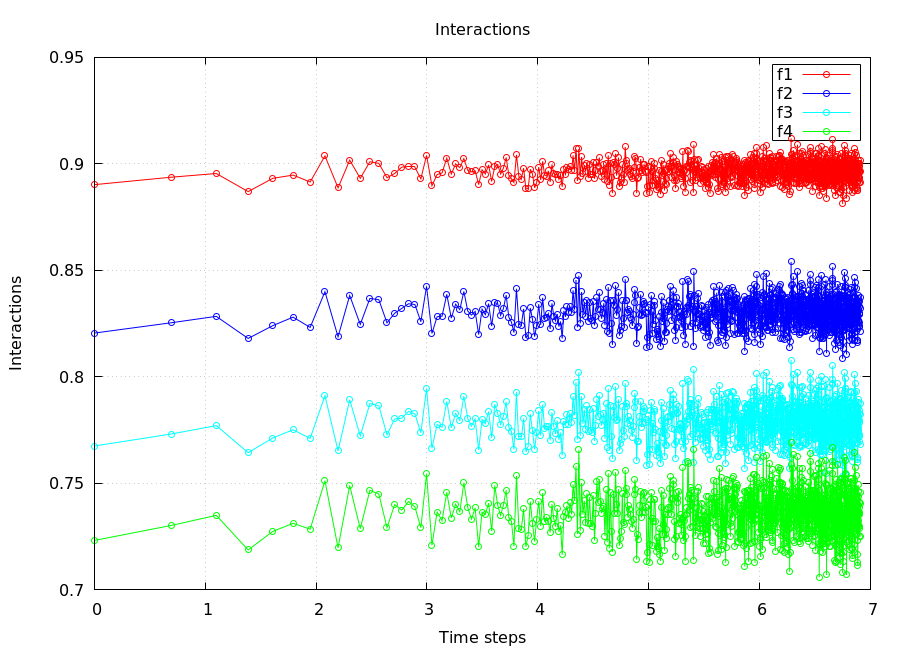 Interactions
0.95
0.9
0.85
0.8
0.75
0.7
0 1 2 3 4 5 6 7
Interactions
Time steps
f1
f2
f3
f4